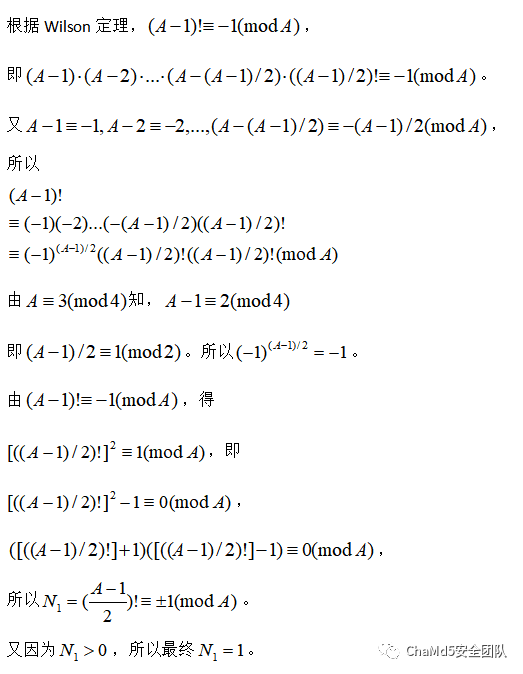 根据 Wilson 定理，(A−1)!≡−1(mod A)，
即 (A−1)·(A−2)·...·(A−(A−1)/2)·((A−1)/2)!≡−1(mod A)。
又 A−1≡−1, A−2≡−2,...,(A−(A−1)/2)≡−(A−1)/2(mod A)，
所以
(A−1)!
≡(−1)(−2)...(−(A−1)/2)((A−1)/2)!
≡(−1)^{(A−1)/2}((A−1)/2)!((A−1)/2)!(mod A)
由 A≡3(mod 4)知，A−1≡2(mod 4)
即 (A−1)/2≡1(mod 2)。所以(−1)^{(A−1)/2}=−1。
由 (A−1)!≡−1(mod A)，得
[((A−1)/2)!]²≡1(mod A)，即
[((A−1)/2)!]²−1≡0(mod A)，
([((A−1)/2)!]+1)([((A−1)/2)!]−1)≡0(mod A)，
所以 N₁=(\frac{A−1}{2})!≡±1(mod A)。
又因为 N₁>0，所以最终 N₁=1。
ChaMd5安全团队